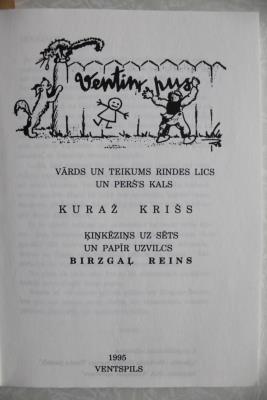 Ventiņ pus
VĀRDS UN TEIKUMS RINDES LICS
UN PERŠ'S KALS
KURAŽ KRIŠS
ĶIŅĶĒZIŅS UZ SĒTS
UN PAPĪR UZVILCS
BIRZGAĻ REINS
1995
VENTSPILS